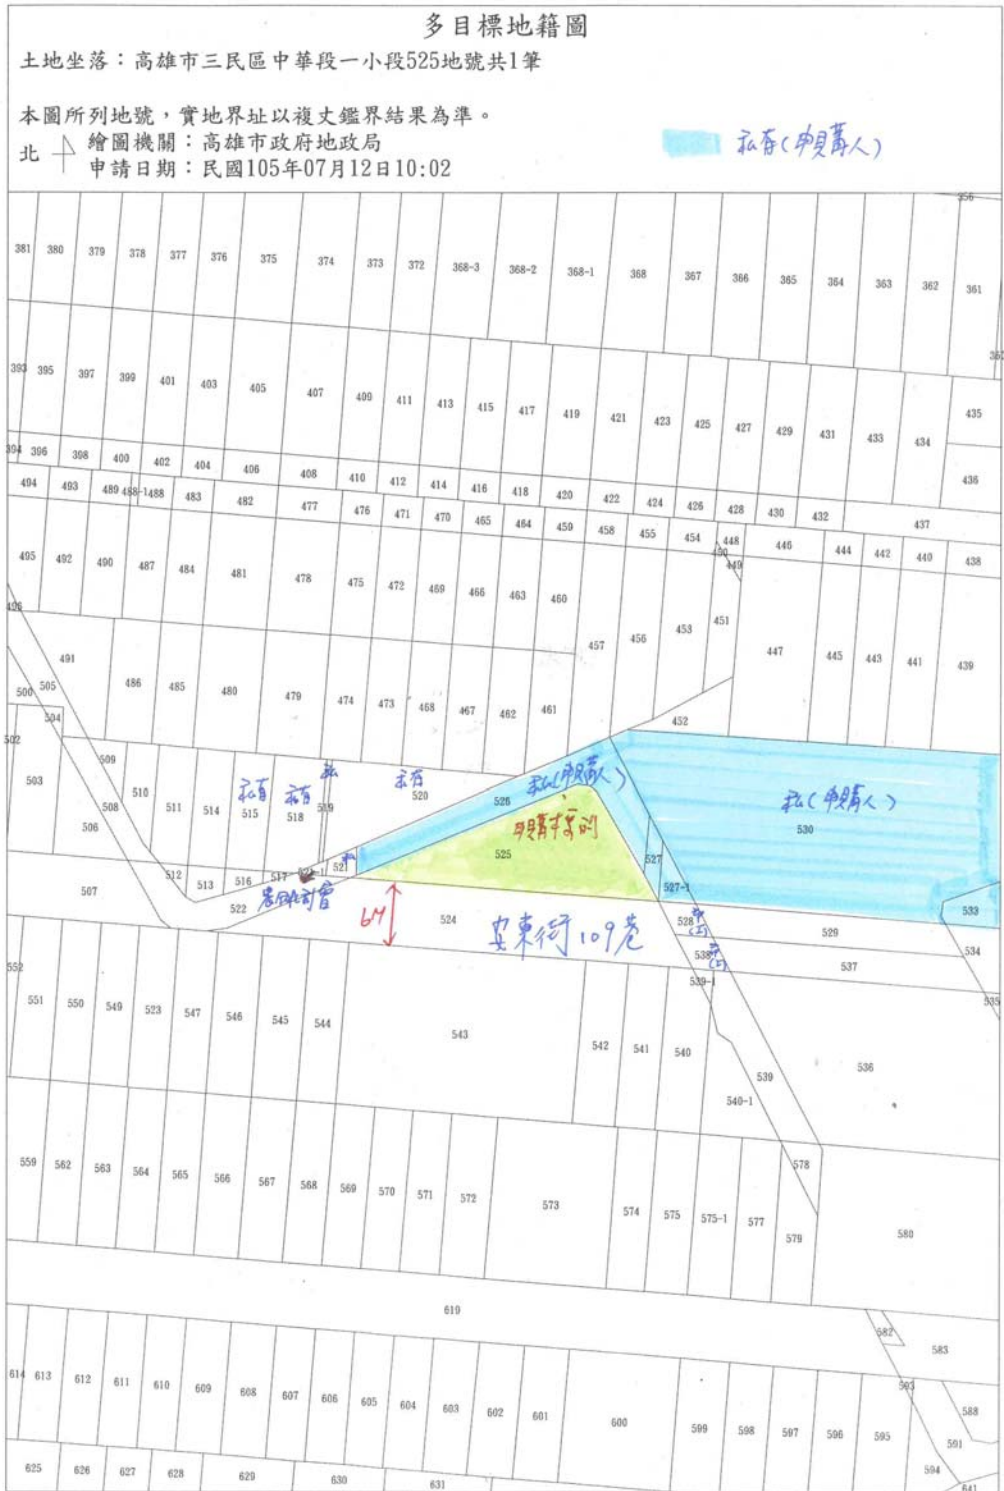 多目標地籍圖
土地坐落：高雄市三民區中華段一小段525地號共1筆
本圖所列地號，實地界址以複丈鑑界結果為準。
北
繪圖機關：高雄市政府地政局
申請日期：民國105年07月12日10:02
私有(申購人)
356
381 380 379 378 377 376 375 374 373 372 368-3 368-2 368-1 368 367 366 365 364 363 362 361
393 395 397 399 401 403 405 407 409 411 413 415 417 419 421 423 425 427 429 431 433 434 435
394 396 398 400 402 404 406 408 410 412 414 416 418 420 422 424 426 428 430 432 437 436
494 493 489 488-1 488 483 482 477 476 471 470 465 464 459 458 455 454 448 446 444 442 440 438
450 449
495 492 490 487 484 481 478 475 472 469 466 463 460 457 456 453 451 447 445 443 441 439
496
491 486 485 480 479 474 473 468 467 462 461 452
500 505
504
502 503 509 510 511 514 515 518 519 520 526 530
私有 私有 私 私有 私(申購人) 私(申購人)
508
506
申購標的
525
527
512 513 516 517 521 私
527-1
507 522 524 528 529 533
6M 安東街109巷
534
538 537
539-1
535
552 551 550 549 523 547 546 545 544 543 542 541 540 539 536
540-1
559 562 563 564 565 566 567 568 569 570 571 572 573 574 575 575-1 577 578 579 580
619
582 583
614 613 612 611 610 609 608 607 606 605 604 603 602 601 600 599 598 597 596 595 593 588
591
594
625 626 627 628 629 630 631 641